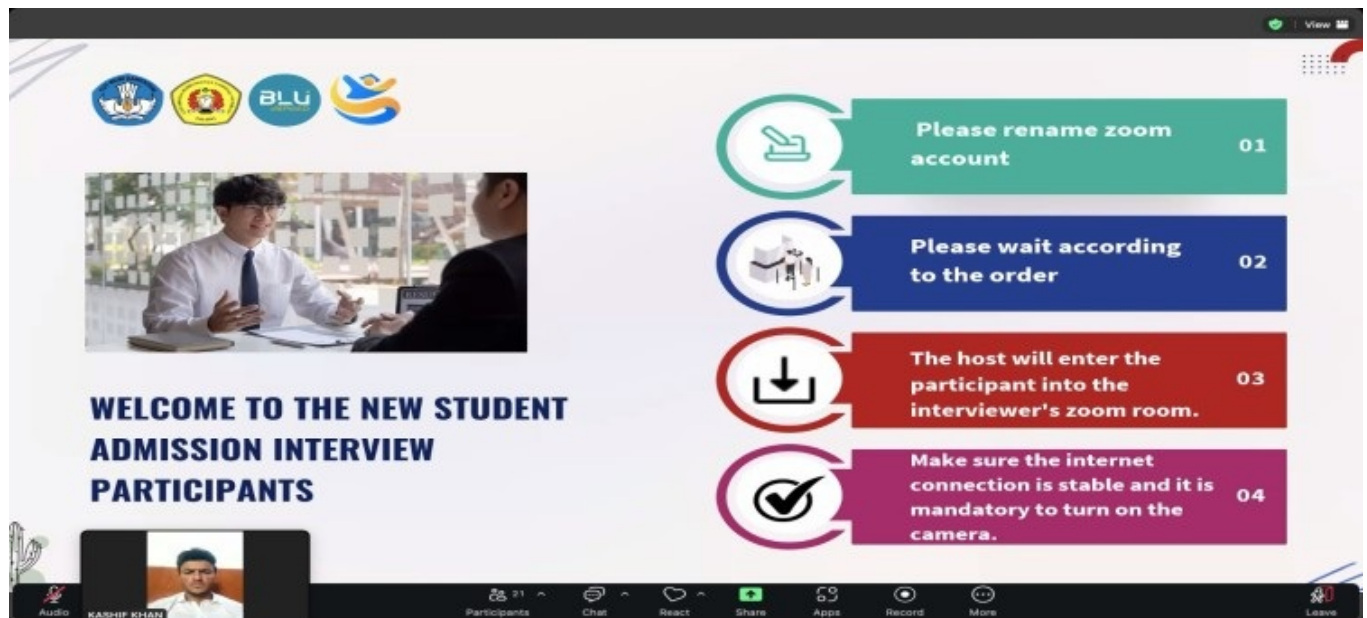 View
BLU
Please rename zoom
account
01
Please wait according
to the order
02
The host will enter the
participant into the
interviewer's zoom room.
03
Make sure the internet
connection is stable and it is
mandatory to turn on the
camera.
04
WELCOME TO THE NEW STUDENT
ADMISSION INTERVIEW
PARTICIPANTS
KASHIF KHAN
Audio
21
Participants
Chat
React
Share
Apps
Record
More
Leave